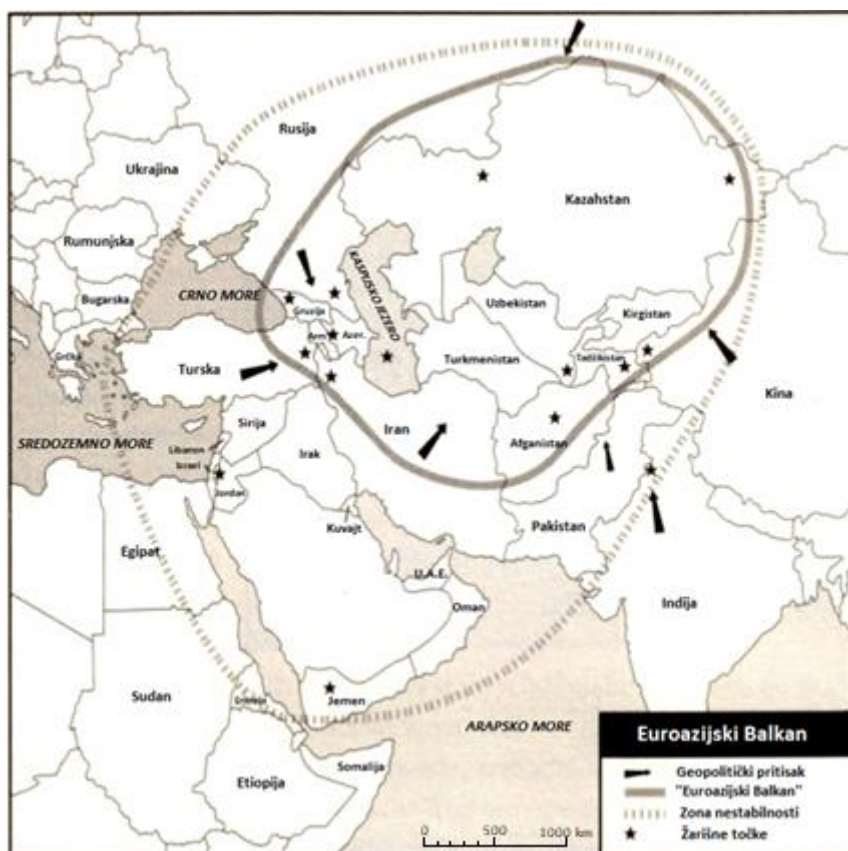 Rusija
Ukrajina
Kazahstan
Rumunjska
KASPIJSKO JEZERO
Bugarska
CRNO MORE
Uzbekistan
Kirgistan
Gruzija
Arm.
Azer.
Grčka
Turska
Turkmenistan
Tadžikistan
Kina
Sirija
Iran
Afganistan
SREDOZEMNO MORE
Libanon
Irak
Izrael
Jordan
Kuvajt
Pakistan
Egipat
U.A.E.
Oman
Indija
Sudan
Jemen
Eritreja
ARAPSKO MORE
Etiopija
Somalija
Euroazijski Balkan
Geopolitički pritisak
"Euroazijski Balkan"
Zona nestabilnosti
Žarišne točke
0 500 1000 km